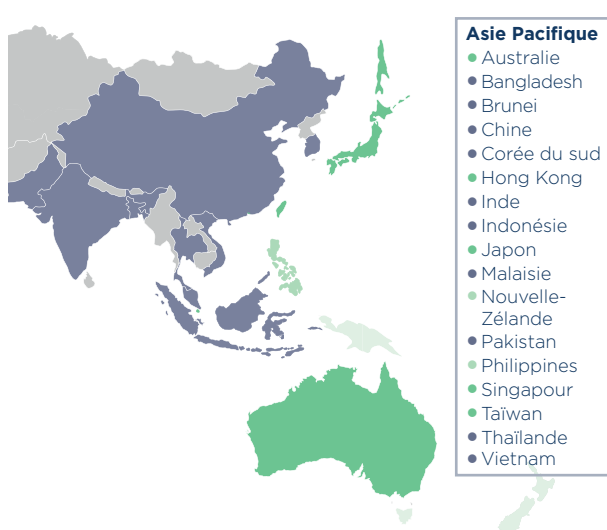 Asie Pacifique
Australie
Bangladesh
Brunei
Chine
Corée du sud
Hong Kong
Inde
Indonésie
Japon
Malaisie
Nouvelle-
Zélande
Pakistan
Philippines
Singapour
Taïwan
Thaïlande
Vietnam